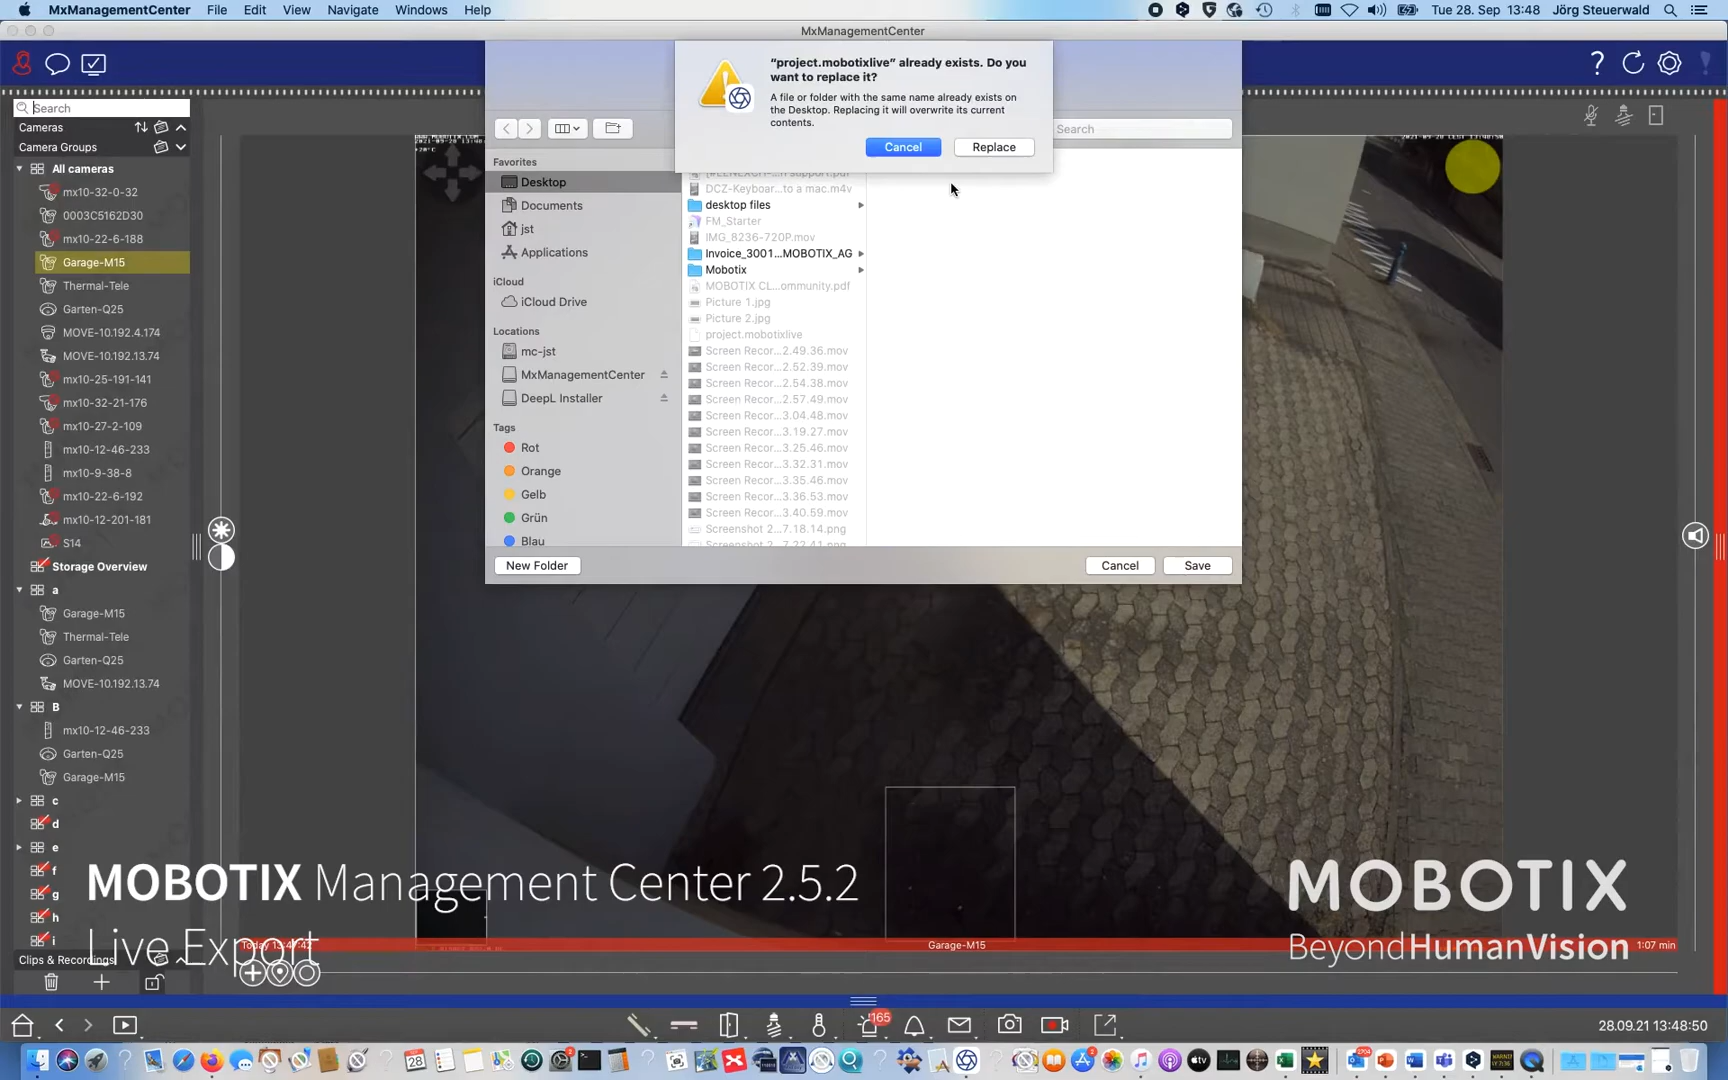 MxManagementCenter File Edit View Navigate Windows Help
Tue 28. Sep 13:48 Jörg Steuerwald
MxManagementCenter
Search
Cameras
Camera Groups
All cameras
mx10-32-0-32
0003C5162D30
mx10-22-6-188
Garage-M15
Thermal-Tele
Garten-Q25
MOVE-10.192.4.174
MOVE-10.192.13.74
mx10-25-191-141
mx10-32-21-176
mx10-27-2-109
mx10-12-46-233
mx10-9-38-8
mx10-22-6-192
mx10-12-201-181
S14
Storage Overview
a
Garage-M15
Thermal-Tele
Garten-Q25
MOVE-10.192.13.74
B
mx10-12-46-233
Garten-Q25
Garage-M15
c
d
e
f
g
h
i
Clips & Recordings
“project.mobotixlive” already exists. Do you
want to replace it?
A file or folder with the same name already exists on
the Desktop. Replacing it will overwrite its current
contents.
Cancel Replace
Search
Favorites
Desktop
Documents
jst
Applications
iCloud
iCloud Drive
Locations
mc-jst
MxManagementCenter
DeepL Installer
Tags
Rot
Orange
Gelb
Grün
Blau
DCZ-Keyboar...to a mac.m4v
desktop files
FM_Starter
IMG_8236-720P.mov
Invoice_3001...MOBOTIX_AG
Mobotix
MOBOTIX CL...ommunity.pdf
Picture 1.jpg
Picture 2.jpg
project.mobotixlive
Screen Recor...2.49.36.mov
Screen Recor...2.52.39.mov
Screen Recor...2.54.38.mov
Screen Recor...2.57.49.mov
Screen Recor...3.04.48.mov
Screen Recor...3.19.27.mov
Screen Recor...3.25.46.mov
Screen Recor...3.32.31.mov
Screen Recor...3.35.46.mov
Screen Recor...3.36.53.mov
Screen Recor...3.40.59.mov
Screenshot 2...7.18.14.png
Screenshot 2...7.22.41.png
New Folder Cancel Save
MOBOTIX Management Center 2.5.2
Live Export
MOBOTIX
BeyondHumanVision
Garage-M15
1:07 min
165
28.09.21 13:48:50